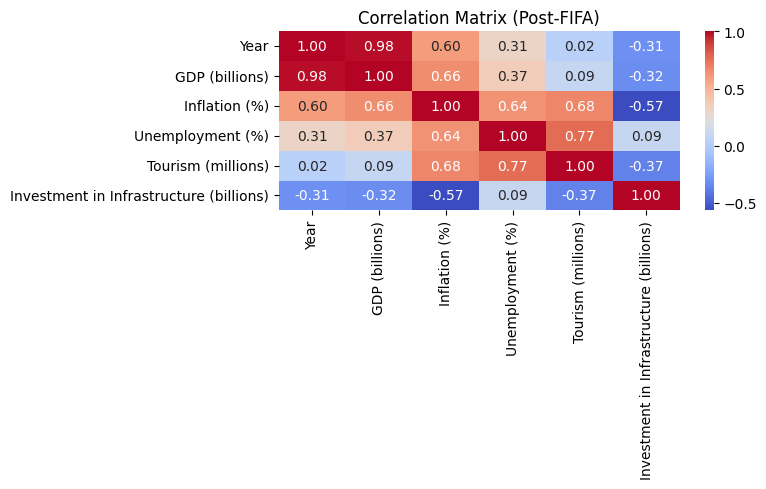 Correlation Matrix (Post-FIFA)
Year 1.00 0.98 0.60 0.31 0.02 -0.31
GDP (billions) 0.98 1.00 0.66 0.37 0.09 -0.32
Inflation (%) 0.60 0.66 1.00 0.64 0.68 -0.57
Unemployment (%) 0.31 0.37 0.64 1.00 0.77 0.09
Tourism (millions) 0.02 0.09 0.68 0.77 1.00 -0.37
Investment in Infrastructure (billions) -0.31 -0.32 -0.57 0.09 -0.37 1.00
Year
GDP (billions)
Inflation (%)
Unemployment (%)
Tourism (millions)
Investment in Infrastructure (billions)
1.0
0.5
0.0
−0.5